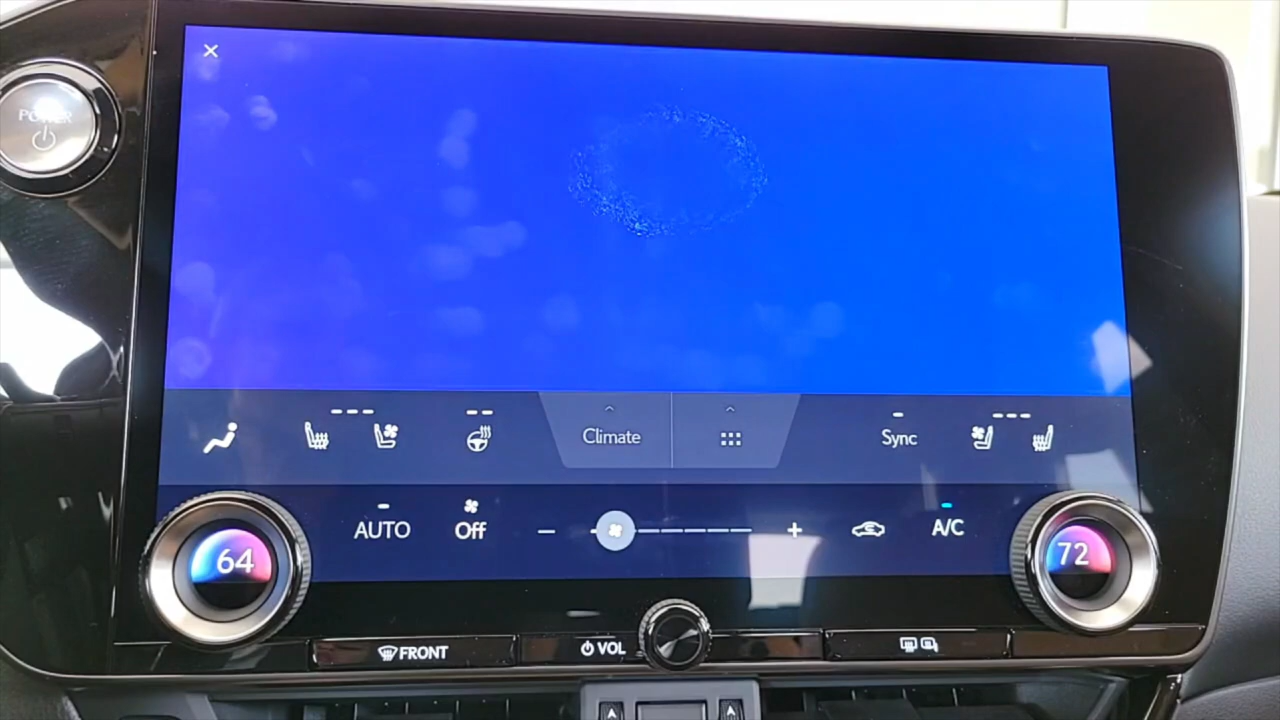 POWER
Climate
Sync
AUTO
Off
A/C
64
72
FRONT
VOL